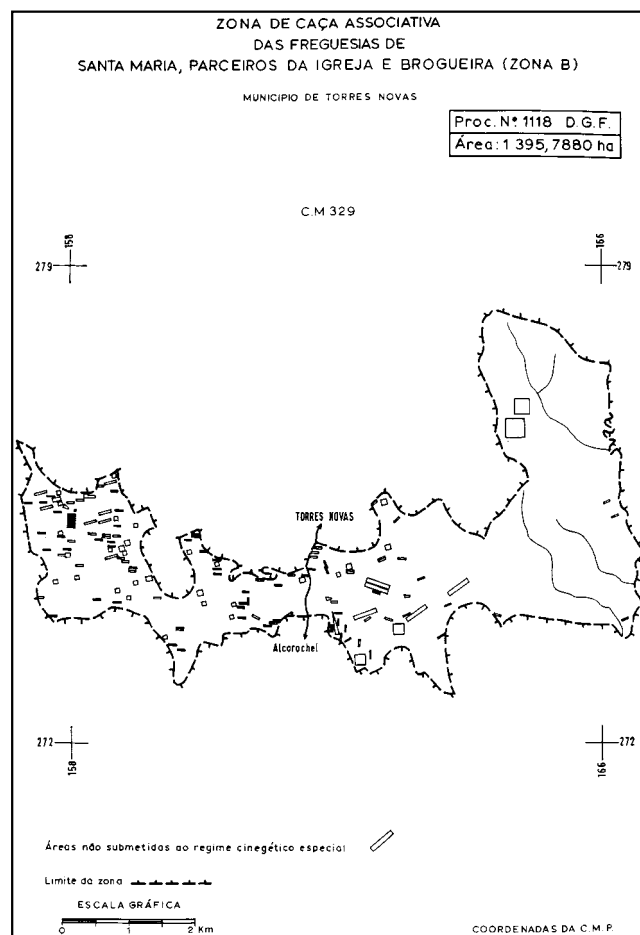 ZONA DE CAÇA ASSOCIATIVA
DAS FREGUESIAS DE
SANTA MARIA, PARCEIROS DA IGREJA E BROGUEIRA (ZONA B)
MUNICIPIO DE TORRES NOVAS
Proc. Nº 1118 D.G.F.
Área: 1 395,7880 ha
C.M 329
158
166
279
279
TORRES NOVAS
Alcorochel
272
272
158
166
Áreas não submetidas ao regime cinegético especial
Limite da zona
ESCALA GRÁFICA
0 1 2 Km
COORDENADAS DA C.M.P.